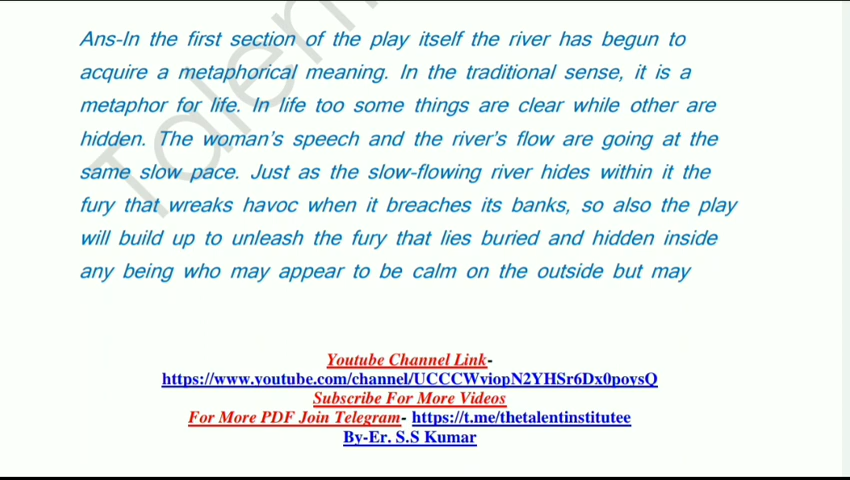 Ans-In the first section of the play itself the river has begun to
acquire a metaphorical meaning. In the traditional sense, it is a
metaphor for life. In life too some things are clear while other are
hidden. The woman's speech and the river's flow are going at the
same slow pace. Just as the slow-flowing river hides within it the
fury that wreaks havoc when it breaches its banks, so also the play
will build up to unleash the fury that lies buried and hidden inside
any being who may appear to be calm on the outside but may
Youtube Channel Link-
https://www.youtube.com/channel/UCCCWviopN2YHSr6Dx0poysQ
Subscribe For More Videos
For More PDF Join Telegram- https://t.me/thetalentinstitutee
By-Er. S.S Kumar